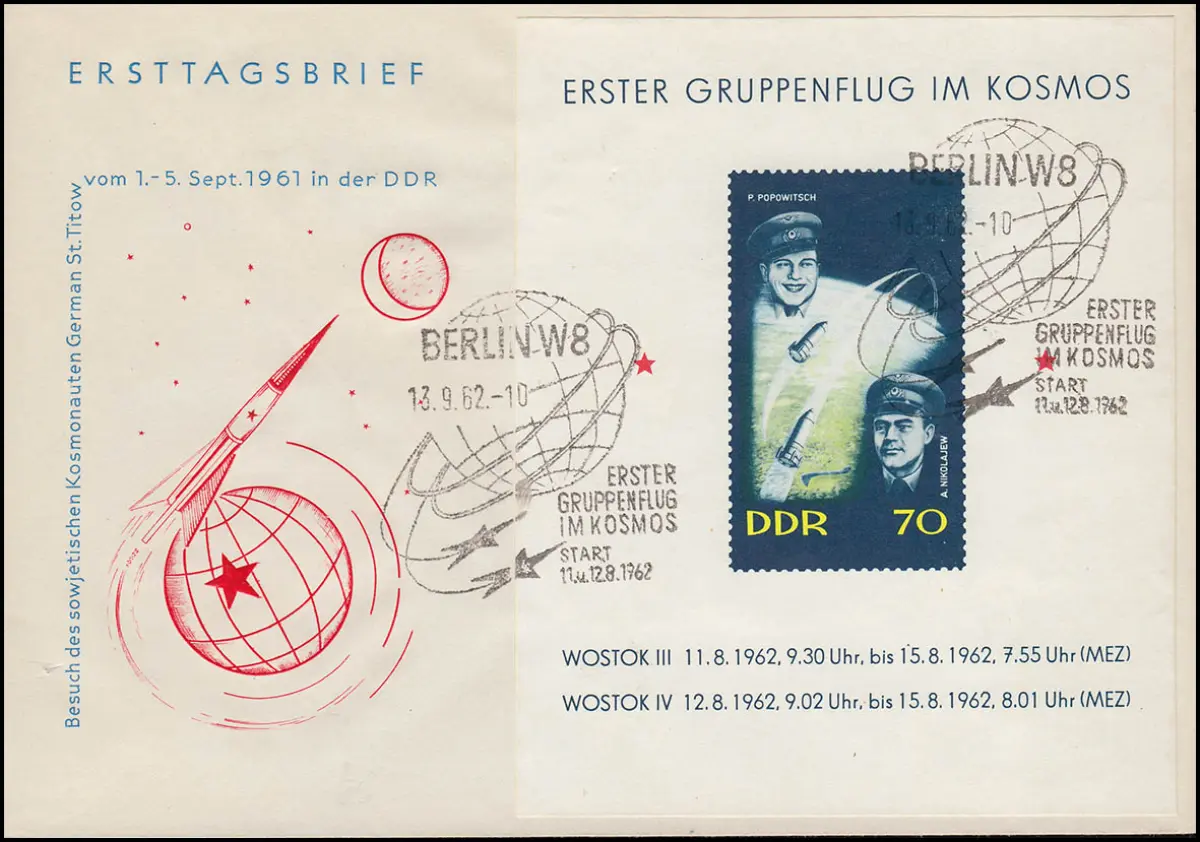 ERSTTAGSBRIEF
Besuch des sowjetischen Kosmonauten German St. Titow
vom 1.-5. Sept. 1961 in der DDR
BERLIN W8
13.9.62.-10
ERSTER
GRUPPENFLUG
IM KOSMOS
START
11.u.12.8.1962
ERSTER GRUPPENFLUG IM KOSMOS
P. POPOWITSCH
A. NIKOLAJEW
DDR 70
BERLIN W8
13.9.62.-10
ERSTER
GRUPPENFLUG
IM KOSMOS
START
11.u.12.8.1962
WOSTOK III 11.8.1962, 9.30 Uhr, bis 15.8.1962, 7.55 Uhr (MEZ)
WOSTOK IV 12.8.1962, 9.02 Uhr, bis 15.8.1962, 8.01 Uhr (MEZ)